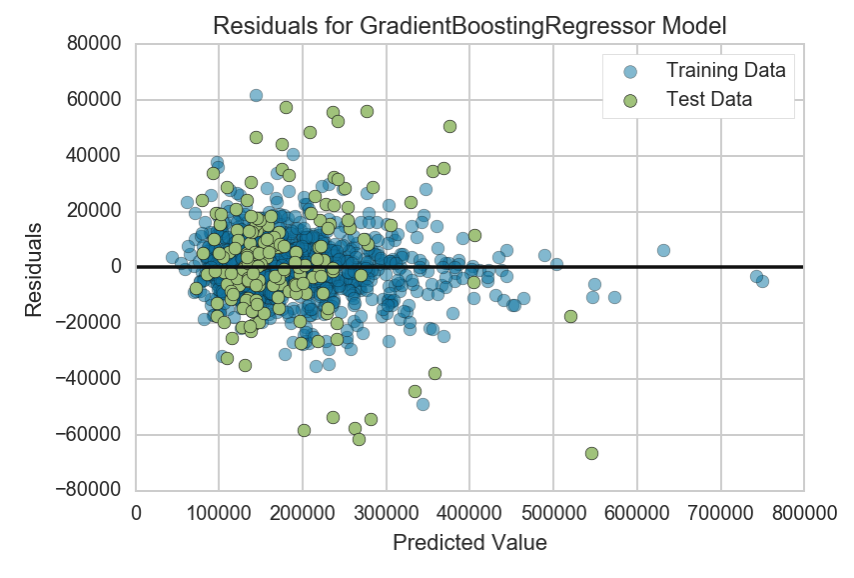 Residuals for GradientBoostingRegressor Model
80000
60000
40000
20000
0
−20000
−40000
−60000
−80000
Residuals
Training Data
Test Data
0 100000 200000 300000 400000 500000 600000 700000 800000
Predicted Value